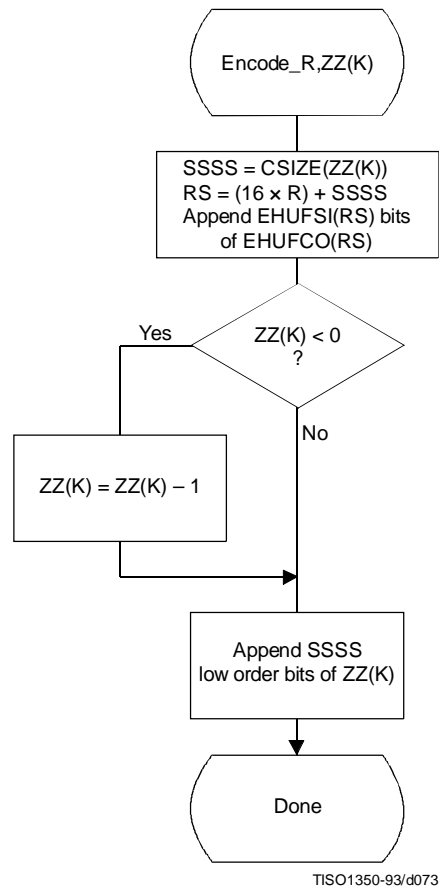 Encode_R,ZZ(K)
SSSS = CSIZE(ZZ(K))
RS = (16 × R) + SSSS
Append EHUFSI(RS) bits
of EHUFCO(RS)
ZZ(K) < 0
?
Yes
No
ZZ(K) = ZZ(K) – 1
Append SSSS
low order bits of ZZ(K)
Done
TISO1350-93/d073